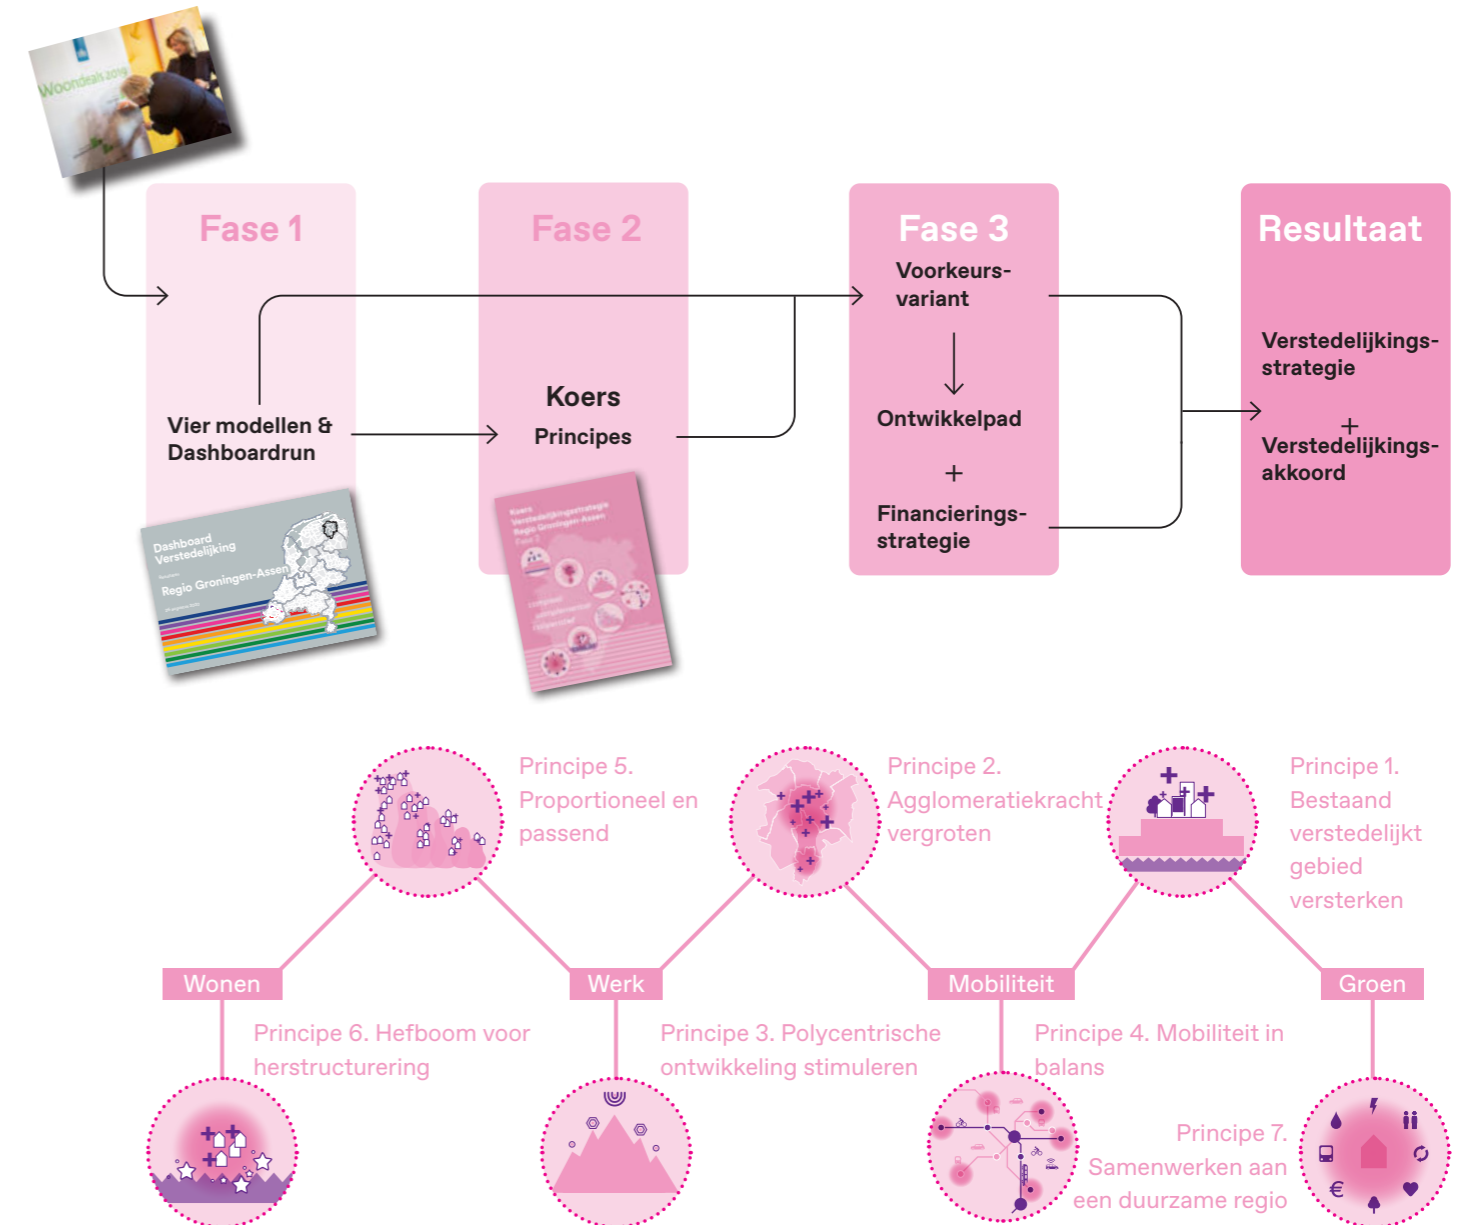 Woondeals 2019
Fase 1
Fase 2
Fase 3
Resultaat
Voorkeurs-
variant
Verstedelijkings-
strategie
+
Verstedelijkings-
akkoord
Koers
Principes
Vier modellen &
Dashboardrun
Ontwikkelpad
+
Financierings-
strategie
Dashboard
Verstedelijking
Regio Groningen-Assen
Koers
Verstedelijkingsstrategie
Regio Groningen-Assen
Fase 2
Principe 5.
Proportioneel en
passend
Principe 2.
Agglomeratiekracht
vergroten
Principe 1.
Bestaand
verstedelijkt
gebied
versterken
Wonen
Werk
Mobiliteit
Groen
Principe 6. Hefboom voor
herstructurering
Principe 3. Polycentrische
ontwikkeling stimuleren
Principe 4. Mobiliteit in
balans
Principe 7.
Samenwerken aan
een duurzame regio
€